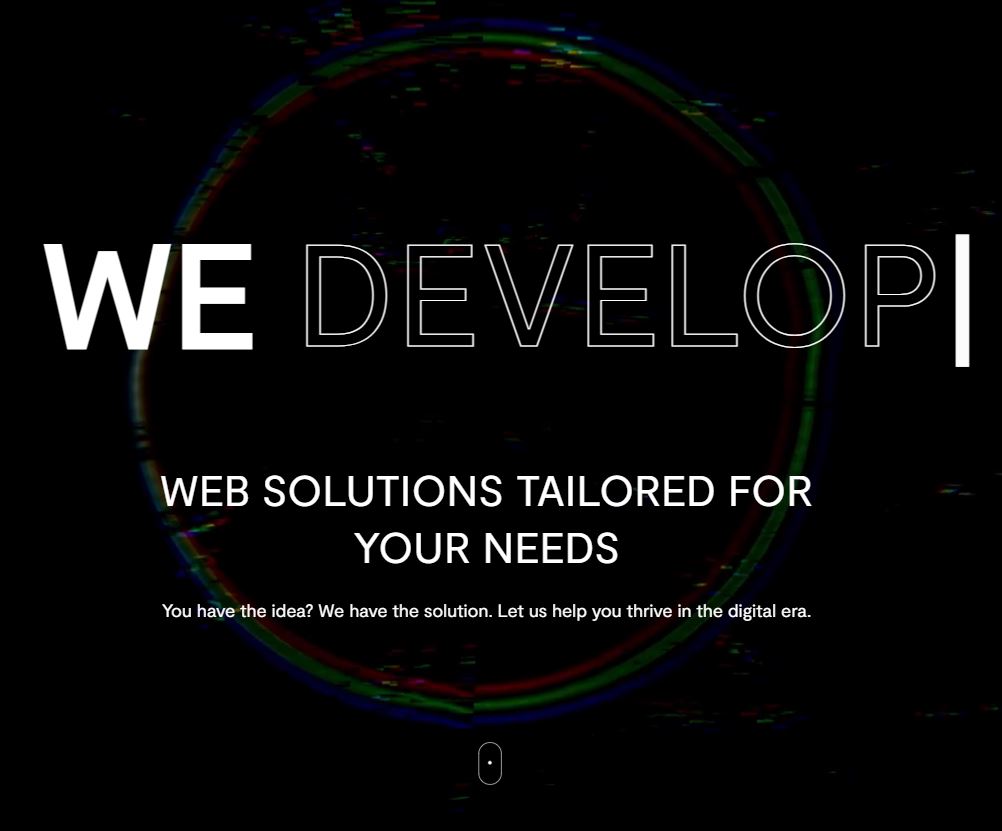 WE DEVELOP|
WEB SOLUTIONS TAILORED FOR
YOUR NEEDS
You have the idea? We have the solution. Let us help you thrive in the digital era.